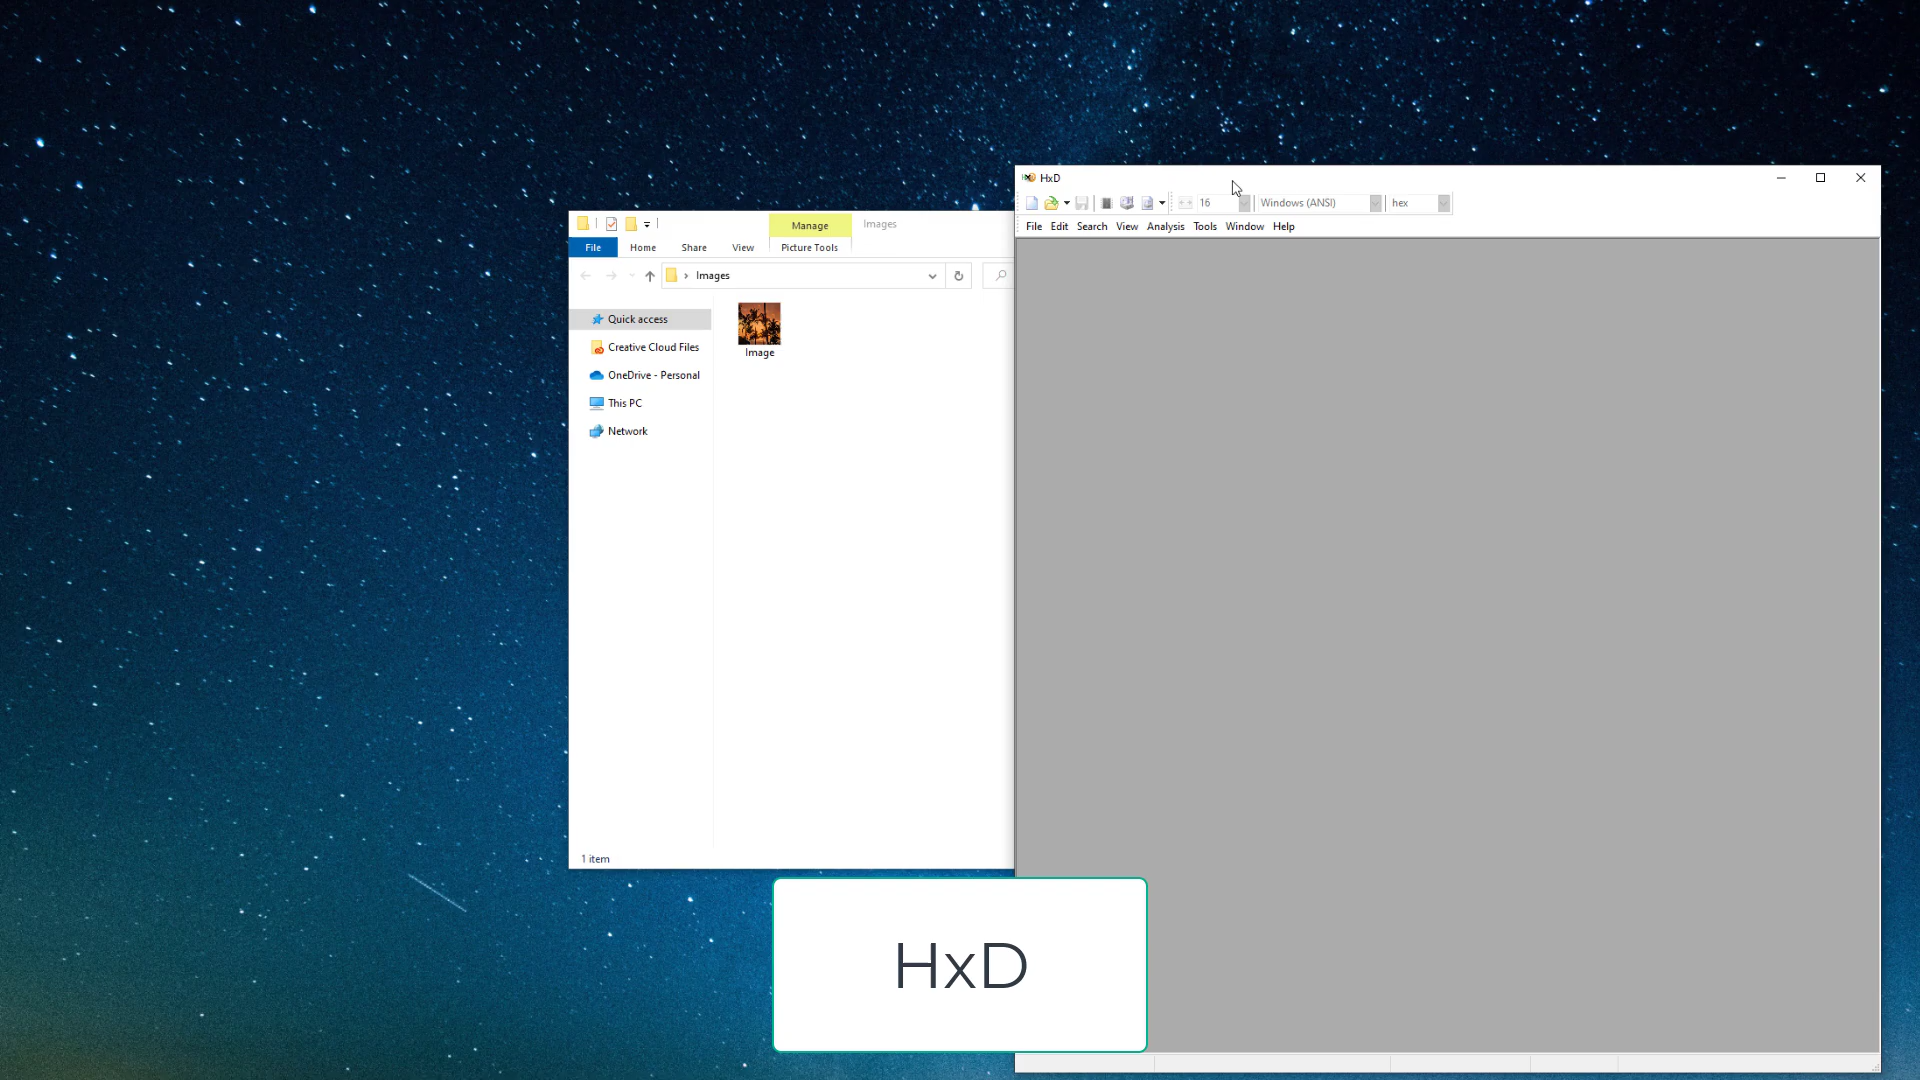 HxD
16
Windows (ANSI)
hex
File Edit Search View Analysis Tools Window Help
Manage
Images
File
Home
Share
View
Picture Tools
Images
Quick access
Creative Cloud Files
OneDrive - Personal
This PC
Network
Image
1 item
HxD